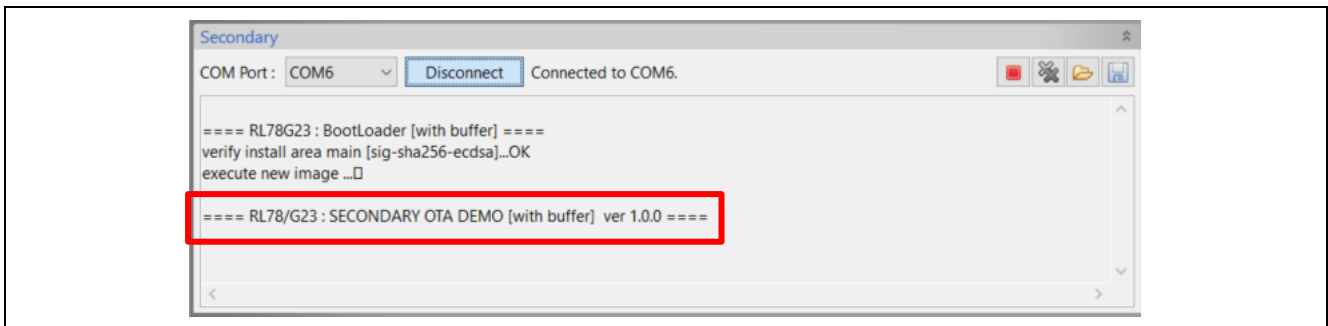 Secondary
COM Port : COM6 Disconnect Connected to COM6.
==== RL78G23 : BootLoader [with buffer] ====
verify install area main [sig-sha256-ecdsa]...OK
execute new image ...▯
==== RL78/G23 : SECONDARY OTA DEMO [with buffer]  ver 1.0.0 ====